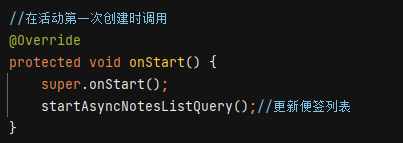 //在活动第一次创建时调用
@Override
protected void onStart() {
    super.onStart();
    startAsyncNotesListQuery();//更新便签列表
}